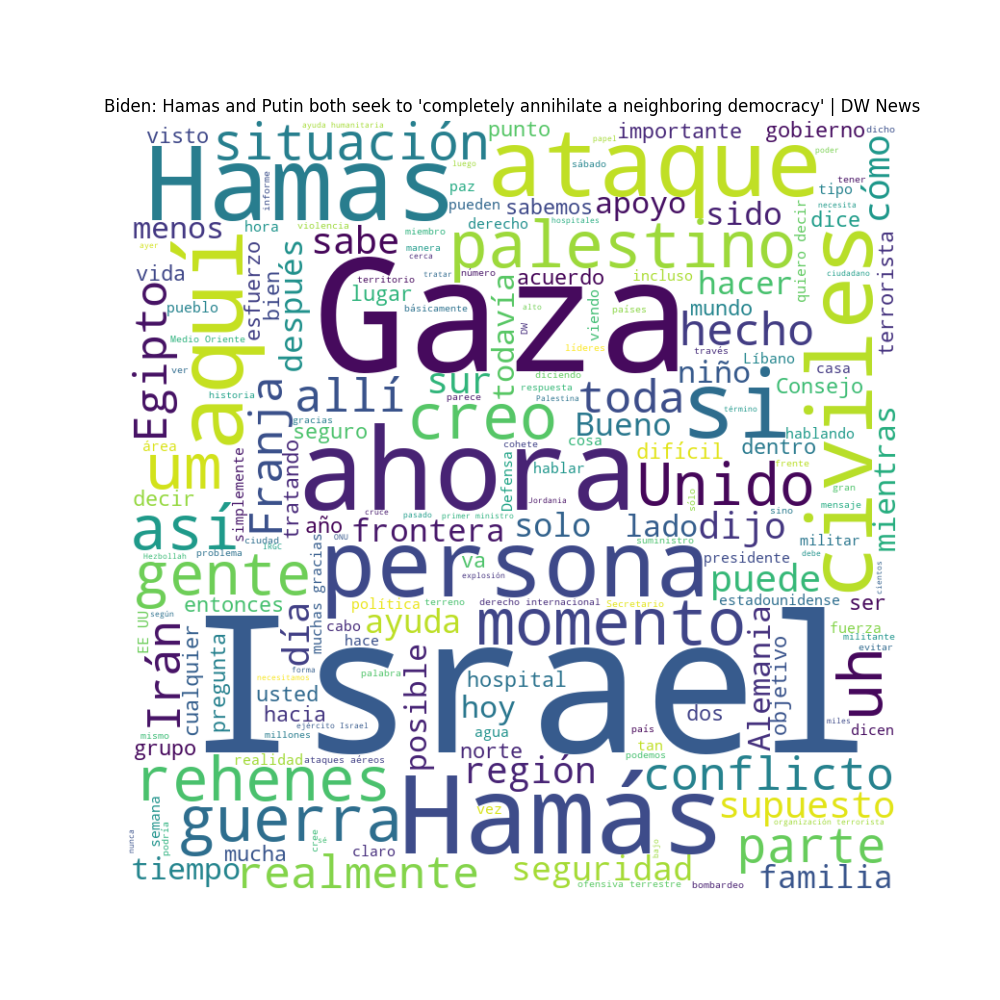 Biden: Hamas and Putin both seek to 'completely annihilate a neighboring democracy' | DW News
ayuda humanitaria
visto
situación
punto
papel
importante
gobierno
dicho
Hamas
luego
ataque
sábado
poder
cómo
informe
paz
pueden
sabemos
apoyo
sido
tener
tipo
necesita
dice
menos
hora
violencia
miembro
derecho
hospitales
ayer
aquí
esfuerzo
bien
después
sabe
manera
cerca
palestino
quiero decir
civiles
terrorista
vida
territorio
tratar
número
acuerdo
incluso
hacer
ciudadano
Egipto
pueblo
lugar
Gaza
básicamente
todavía
alto
DW
viendo
países
mundo
hecho
Medio Oriente
líderes
través
ver
historia
sur
diciendo
respuesta
Palestina
niño
Líbano
casa
Consejo
Franja
allí
parece
creo
toda
si
término
gracias
seguro
Bueno
hablando
área
um
ahora
cohete
cosa
difícil
dentro
mientras
simplemente
tratando
hablar
Defensa
Unido
frente
decir
gran
Jordania
solo
sólo
mensaje
así
año
cruce
pasado
primer ministro
sino
ciudad
IRGC
frontera
ONU
solo
lado
dijo
militar
Hezbollah
problema
muchas gracias
suministro
debe
gente
persona
va
explosión
presidente
puede
cientos
EE UU
entonces
política
terreno
derecho internacional
Secretario
estadounidense
ser
según
día
cabo
ayuda
momento
Alemania
objetivo
fuerza
Irán
cualquier
pregunta
hace
militante
evitar
forma
Israel
posible
palabra
hospital
uh
necesitamos
usted
hacia
ejército Israel
hoy
dos
miles
mismo
millones
agua
país
dicen
grupo
realidad
ataques aéreos
norte
tan
podemos
rehenes
región
conflicto
semana
podría
guerra
Hamás
vez
supuesto
organización terrorista
nunca
cree
sé
bajo
mucha
claro
parte
tiempo
realmente
seguridad
ofensiva terrestre
bombardeo
familia